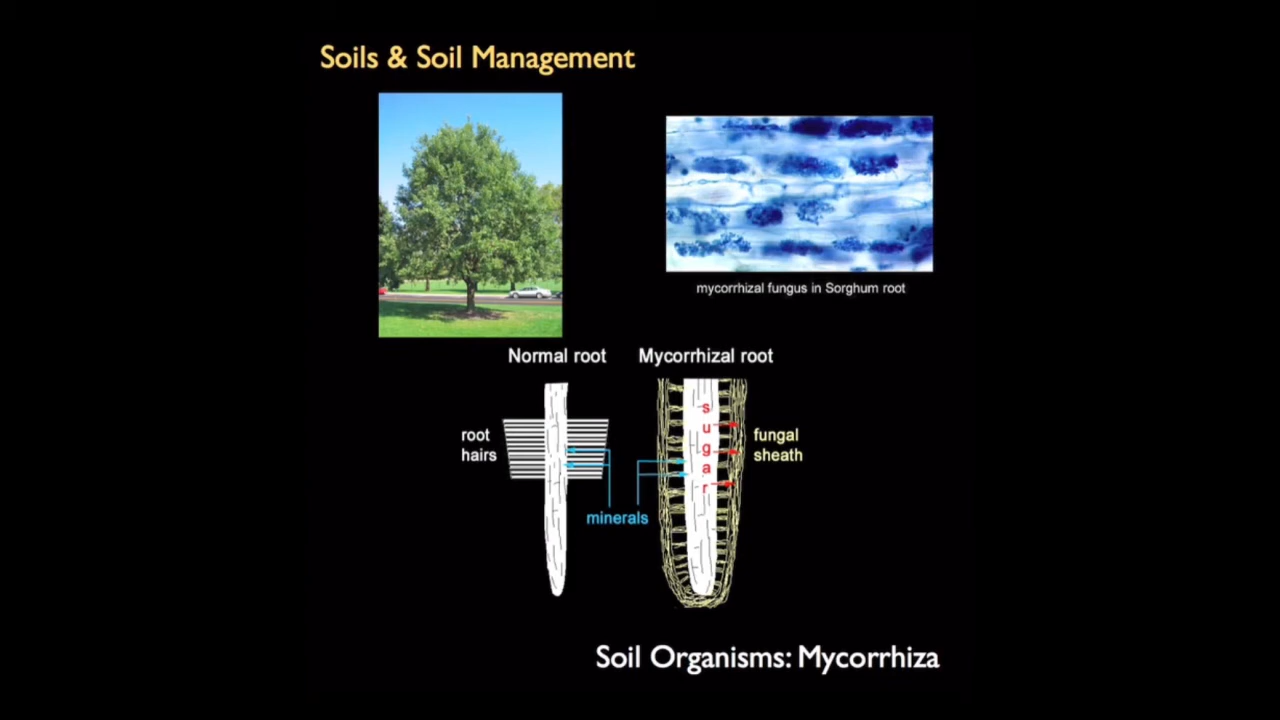 Soils & Soil Management
mycorrhizal fungus in Sorghum root
Normal root
Mycorrhizal root
root
hairs
sugar
fungal
sheath
minerals
Soil Organisms: Mycorrhiza